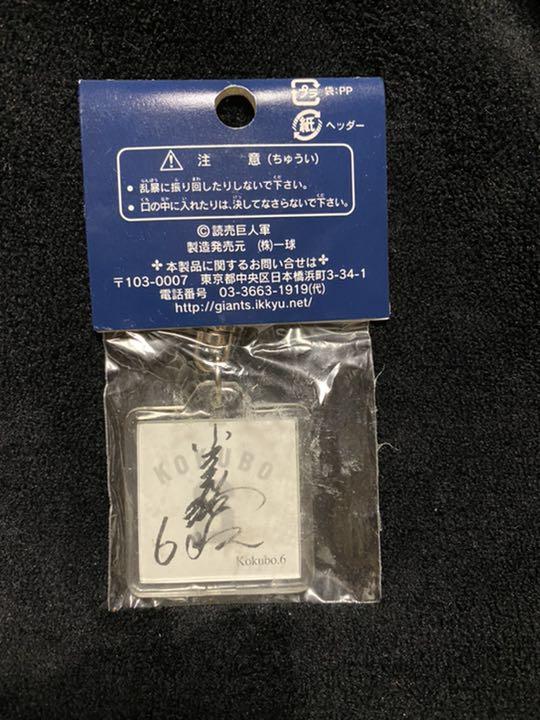 プラ 袋:PP
紙 ヘッダー
⚠ 注 意 (ちゅうい)
• 乱暴に振り回したりしないで下さい。
• 口の中に入れたりは、決してなさらないで下さい。
©読売巨人軍
製造発売元 (株)一球
✤本製品に関するお問い合せは✤
〒103-0007 東京都中央区日本橋浜町3-34-1
電話番号 03-3663-1919(代)
http://giants.ikkyu.net/
KOKUBO
6
Kokubo.6